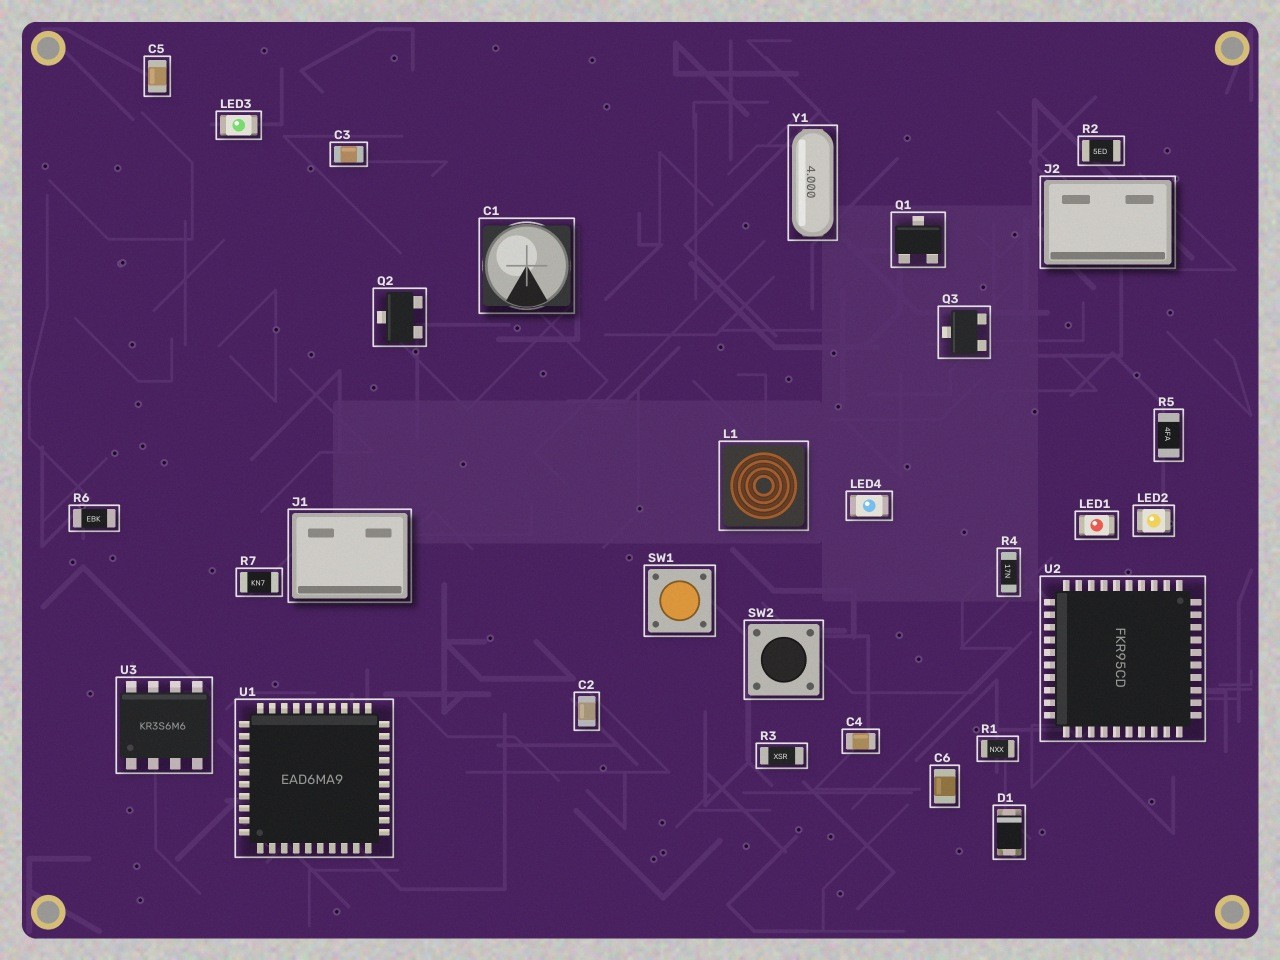 C5
LED3
C3
Y1
4.000
R2
5ED
J2
Q1
C1
Q2
Q3
R5
4FA
L1
LED4
LED1
LED2
R6
EBK
J1
R7
KN7
R4
17N
SW1
U2
FKR95CD
SW2
U3
KR3S6M6
U1
EAD6MA9
C2
C4
R3
XSR
R1
NXX
C6
D1